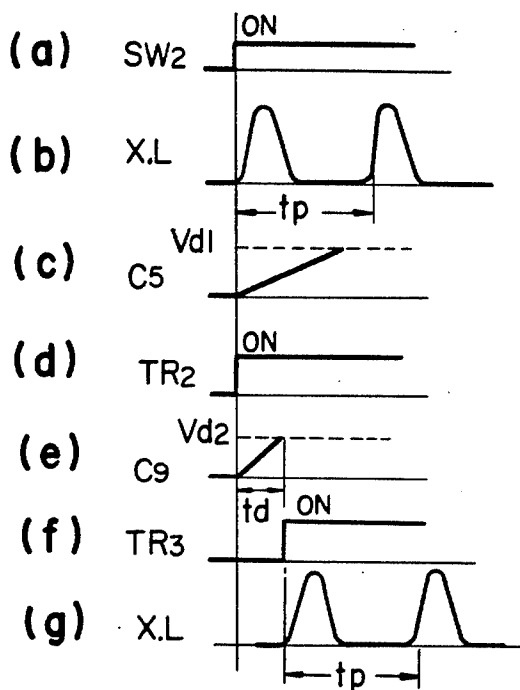 ON
(a) SW2
(b) X.L
tp
Vd1
(c) C5
ON
(d) TR2
Vd2
(e) C9
td
ON
(f) TR3
(g) X.L
tp